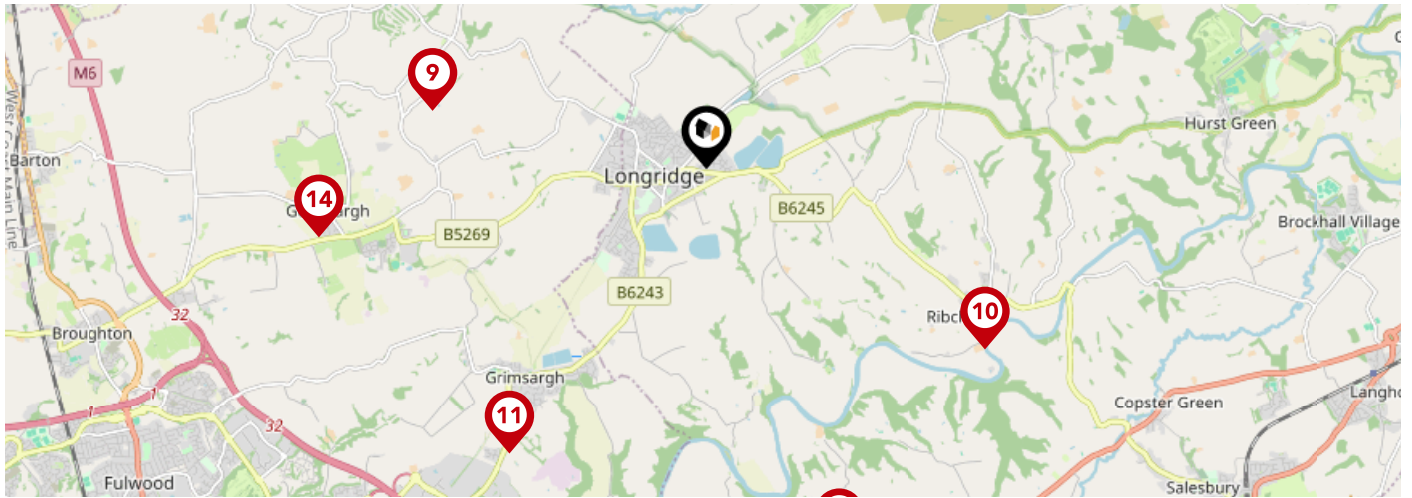 M6
9
West Coast Main Line
Hurst Green
Barton
Longridge
14
B6245
B5269
Brockhall Village
B6243
32
10
Broughton
Grimsargh
1
1
11
Copster Green
32
Fulwood
Salesbury